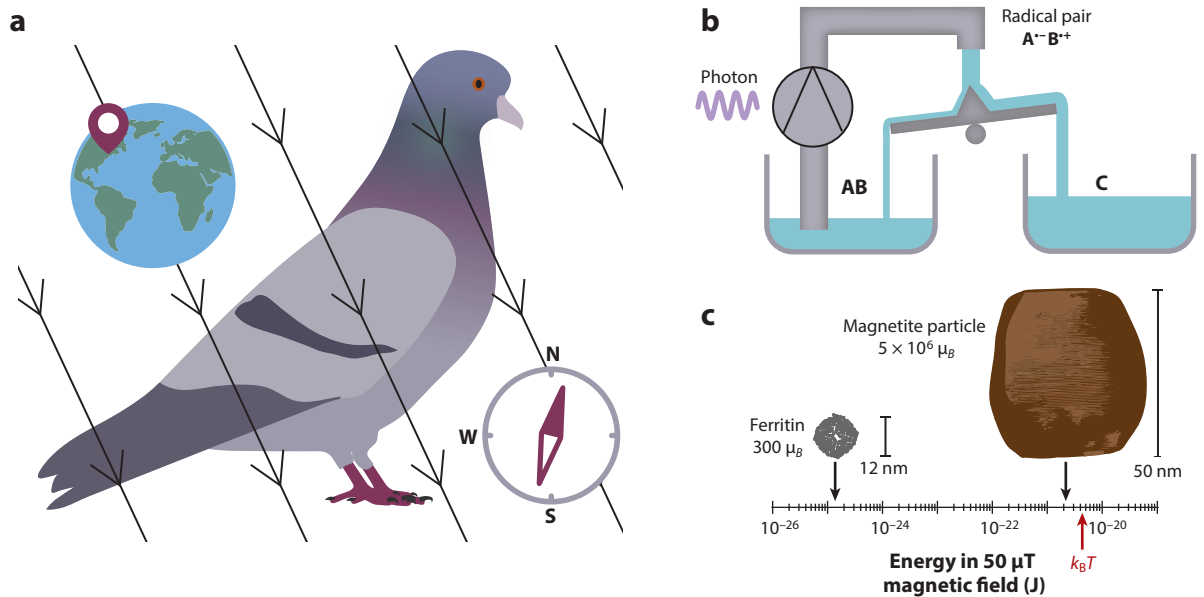 a
N
W
S
b
Radical pair
A•−B•+
Photon
AB
C
c
Magnetite particle
5 × 10⁶ μB
Ferritin
300 μB
12 nm
50 nm
10⁻²⁶
10⁻²⁴
10⁻²²
10⁻²⁰
kBT
Energy in 50 μT
magnetic field (J)